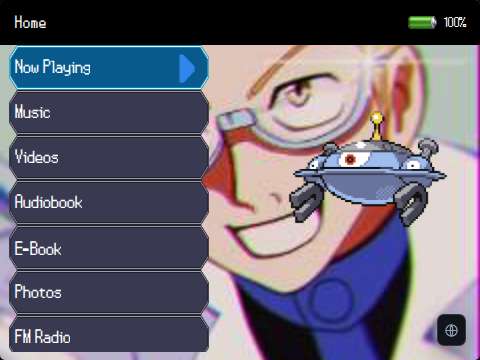 Home
100%
Now Playing
Music
Videos
Audiobook
E-Book
Photos
FM Radio